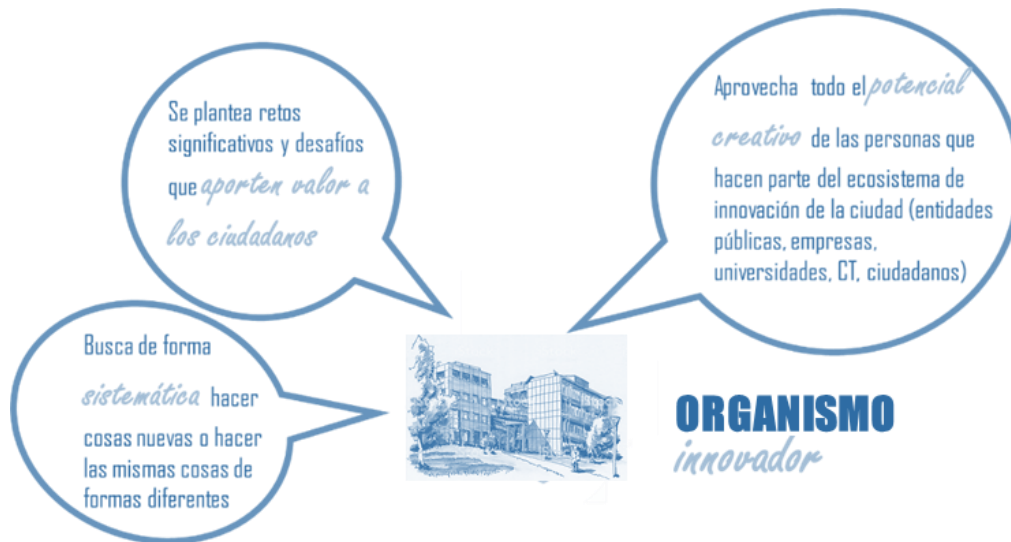 Se plantea retos
significativos y desafíos
que aporten valor a
los ciudadanos
Aprovecha todo el potencial
creativo de las personas que
hacen parte del ecosistema de
innovación de la ciudad (entidades
públicas, empresas,
universidades, CT, ciudadanos)
Busca de forma
sistemática hacer
cosas nuevas o hacer
las mismas cosas de
formas diferentes
ORGANISMO
innovador